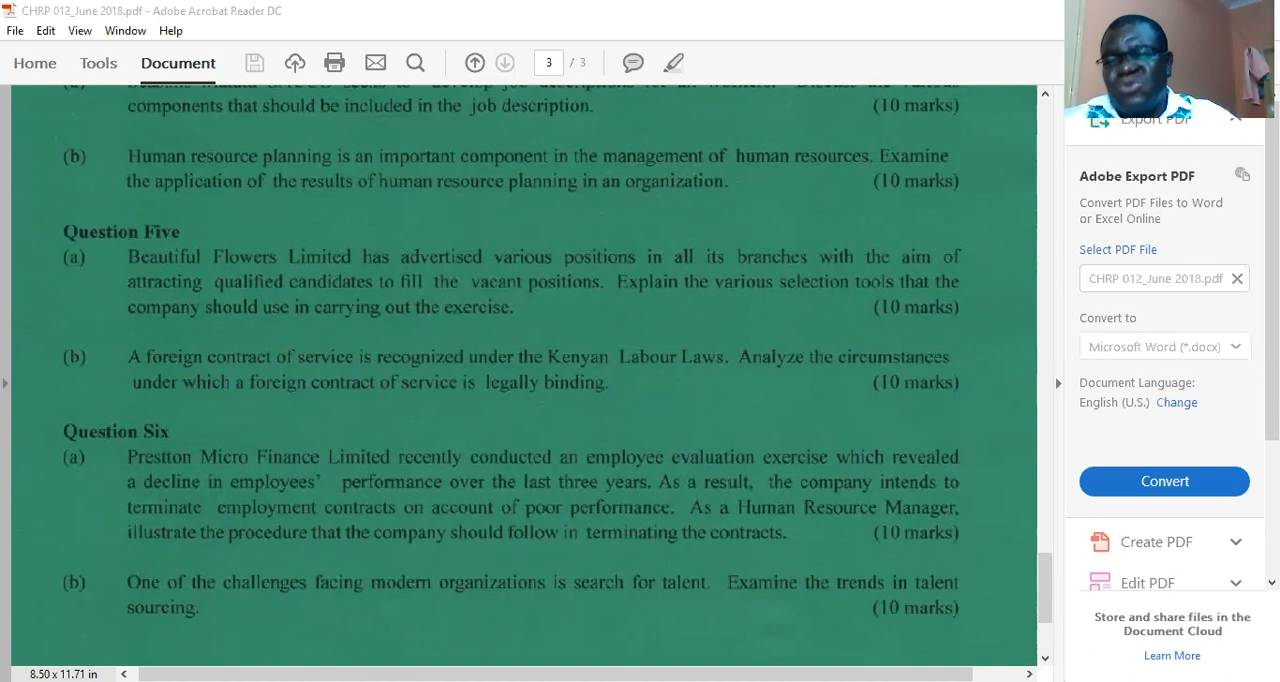 CHRP 012_June 2018.pdf - Adobe Acrobat Reader DC
File Edit View Window Help
Home Tools Document 3 / 3
components that should be included in the job description. (10 marks)
(b) Human resource planning is an important component in the management of human resources. Examine
the application of the results of human resource planning in an organization. (10 marks)
Question Five
(a) Beautiful Flowers Limited has advertised various positions in all its branches with the aim of
attracting qualified candidates to fill the vacant positions. Explain the various selection tools that the
company should use in carrying out the exercise. (10 marks)
(b) A foreign contract of service is recognized under the Kenyan Labour Laws. Analyze the circumstances
under which a foreign contract of service is legally binding. (10 marks)
Question Six
(a) Prestton Micro Finance Limited recently conducted an employee evaluation exercise which revealed
a decline in employees' performance over the last three years. As a result, the company intends to
terminate employment contracts on account of poor performance. As a Human Resource Manager,
illustrate the procedure that the company should follow in terminating the contracts. (10 marks)
(b) One of the challenges facing modern organizations is search for talent. Examine the trends in talent
sourcing. (10 marks)
8.50 x 11.71 in
Export PDF
Adobe Export PDF
Convert PDF Files to Word
or Excel Online
Select PDF File
CHRP 012_June 2018.pdf
Convert to
Microsoft Word (*.docx)
Document Language:
English (U.S.) Change
Convert
Create PDF
Edit PDF
Store and share files in the
Document Cloud
Learn More